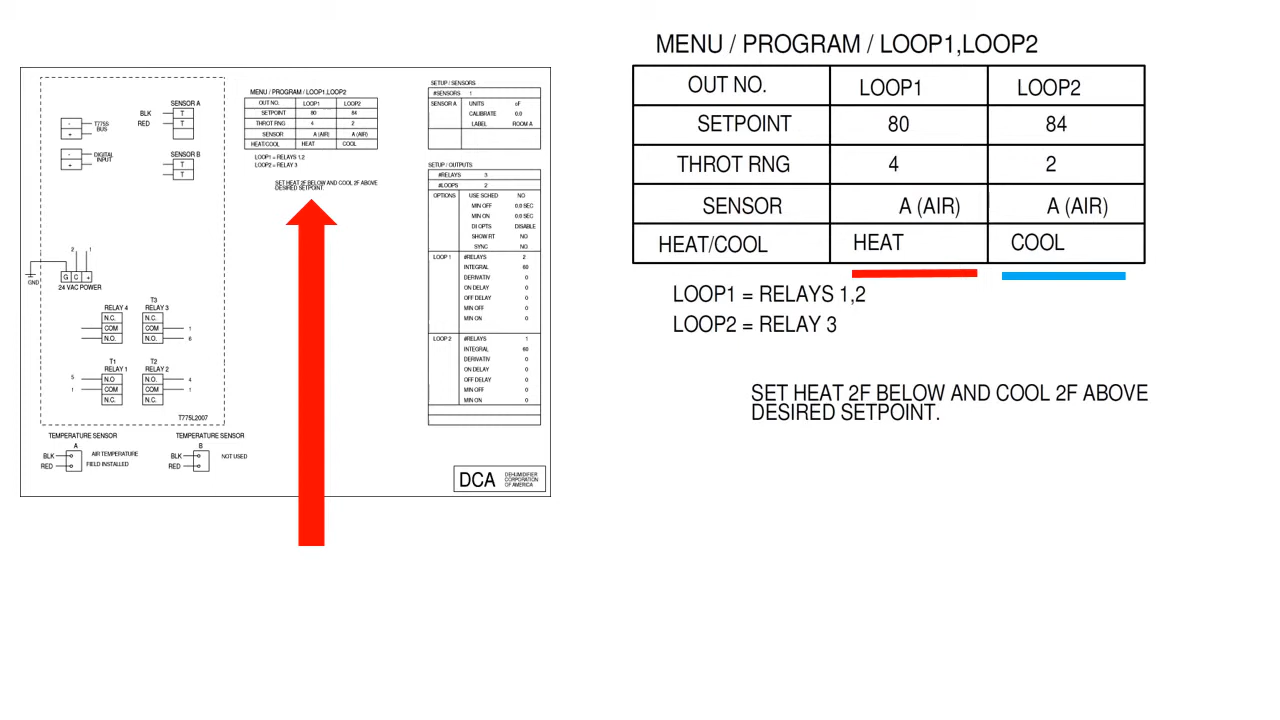 SENSOR A
BLK T
RED T
- T775S
+ BUS
- DIGITAL
+ INPUT
SENSOR B
T
T
2 1
G C +
GND
24 VAC POWER
T3
RELAY 4 RELAY 3
N.C. N.C.
COM COM 1
N.O. N.O. 6
T1 T2
RELAY 1 RELAY 2
5 N.O N.O. 4
1 COM COM 1
N.C. N.C.
T775L2007
TEMPERATURE SENSOR
A
BLK AIR TEMPERATURE
RED FIELD INSTALLED
TEMPERATURE SENSOR
B
BLK NOT USED
RED
MENU / PROGRAM / LOOP1,LOOP2
OUT NO. LOOP1 LOOP2
SETPOINT 80 84
THROT RNG 4 2
SENSOR A (AIR) A (AIR)
HEAT/COOL HEAT COOL
LOOP1 = RELAYS 1,2
LOOP2 = RELAY 3
SET HEAT 2F BELOW AND COOL 2F ABOVE
DESIRED SETPOINT.
SETUP / SENSORS
#SENSORS 1
SENSOR A UNITS oF
CALIBRATE 0.0
LABEL ROOM A
SETUP / OUTPUTS
#RELAYS 3
#LOOPS 2
OPTIONS USE SCHED NO
MIN OFF 0.0 SEC
MIN ON 0.0 SEC
DI OPTS DISABLE
SHOW RT NO
SYNC NO
LOOP 1 #RELAYS 2
INTEGRAL 60
DERIVATIV 0
ON DELAY 0
OFF DELAY 0
MIN OFF 0
MIN ON 0
LOOP 2 #RELAYS 1
INTEGRAL 60
DERIVATIV 0
ON DELAY 0
OFF DELAY 0
MIN OFF 0
MIN ON 0
DCA
DEHUMIDIFIER
CORPORATION
OF AMERICA
MENU / PROGRAM / LOOP1,LOOP2
OUT NO. LOOP1 LOOP2
SETPOINT 80 84
THROT RNG 4 2
SENSOR A (AIR) A (AIR)
HEAT/COOL HEAT COOL
LOOP1 = RELAYS 1,2
LOOP2 = RELAY 3
SET HEAT 2F BELOW AND COOL 2F ABOVE
DESIRED SETPOINT.